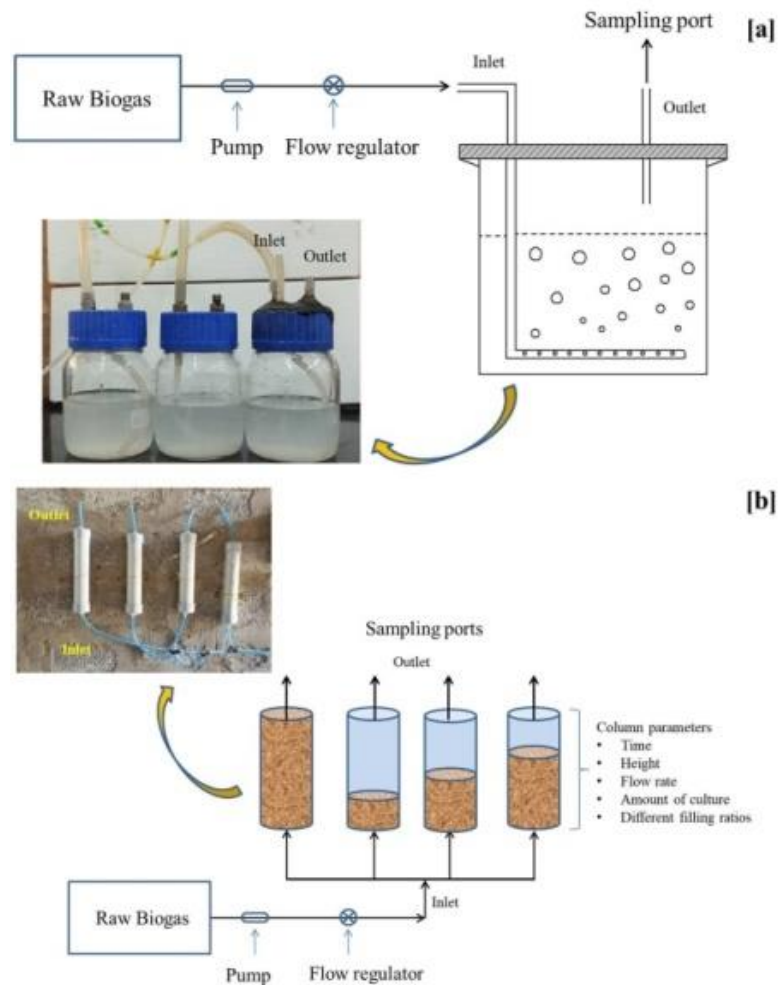 Sampling port
[a]
Inlet
Raw Biogas
Outlet
Pump
Flow regulator
Inlet
Outlet
[b]
Outlet
Inlet
Sampling ports
Outlet
Column parameters
• Time
• Height
• Flow rate
• Amount of culture
• Different filling ratios
Inlet
Raw Biogas
Pump
Flow regulator